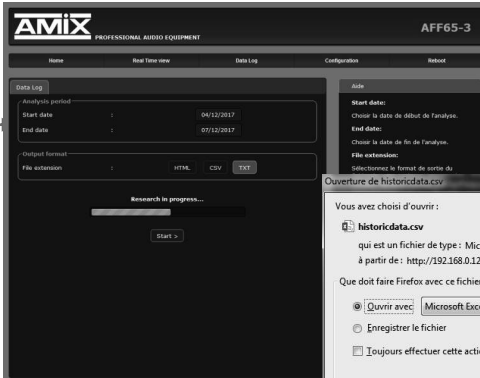 AMiX
PROFESSIONAL AUDIO EQUIPMENT
AFF65-3
Home
Real Time view
Data Log
Configuration
Reboot
Data Log
Analysis period
Start date : 04/12/2017
End date : 07/12/2017
Output format
File extension : HTML CSV TXT
Research in progress...
Start >
Aide
Start date:
Choisir la date de début de l'analyse.
End date:
Choisir la date de fin de l'analyse.
File extension:
Sélectionnez le format de sortie du
Ouverture de historicdata.csv
Vous avez choisi d'ouvrir :
historicdata.csv
qui est un fichier de type : Mic
à partir de : http://192.168.0.12
Que doit faire Firefox avec ce fichier
Ouvrir avec Microsoft Exce
Enregistrer le fichier
Toujours effectuer cette acti